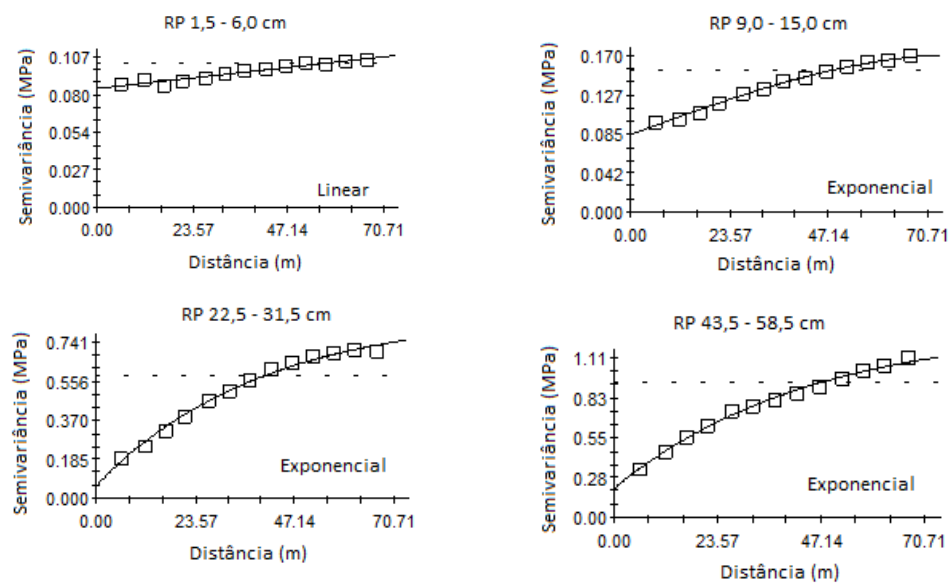 RP 1,5 - 6,0 cm
Semivariância (MPa)
0.107
0.080
0.054
0.027
0.000
Linear
0.00 23.57 47.14 70.71
Distância (m)
RP 9,0 - 15,0 cm
Semivariância (MPa)
0.170
0.127
0.085
0.042
0.000
Exponencial
0.00 23.57 47.14 70.71
Distância (m)
RP 22,5 - 31,5 cm
Semivariância (MPa)
0.741
0.556
0.370
0.185
0.000
Exponencial
0.00 23.57 47.14 70.71
Distância (m)
RP 43,5 - 58,5 cm
Semivariância (MPa)
1.11
0.83
0.55
0.28
0.00
Exponencial
0.00 23.57 47.14 70.71
Distância (m)